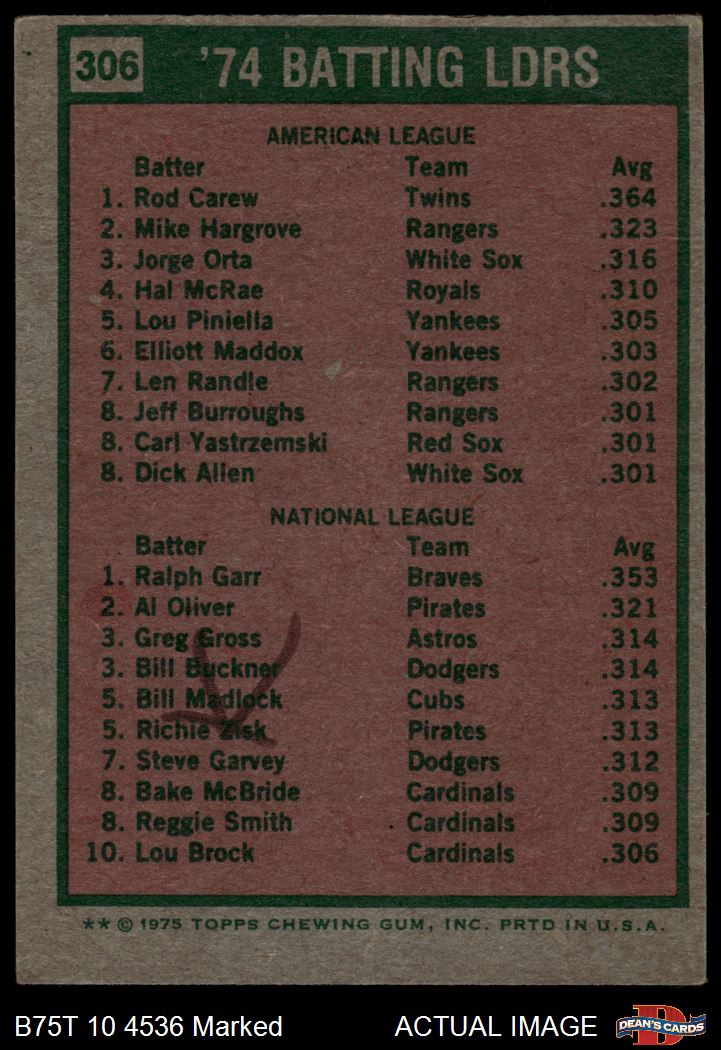 306 '74 BATTING LDRS
AMERICAN LEAGUE
Batter Team Avg
1. Rod Carew Twins .364
2. Mike Hargrove Rangers .323
3. Jorge Orta White Sox .316
4. Hal McRae Royals .310
5. Lou Piniella Yankees .305
6. Elliott Maddox Yankees .303
7. Len Randle Rangers .302
8. Jeff Burroughs Rangers .301
8. Carl Yastrzemski Red Sox .301
8. Dick Allen White Sox .301
NATIONAL LEAGUE
Batter Team Avg
1. Ralph Garr Braves .353
2. Al Oliver Pirates .321
3. Greg Gross Astros .314
3. Bill Buckner Dodgers .314
5. Bill Madlock Cubs .313
5. Richie Zisk Pirates .313
7. Steve Garvey Dodgers .312
8. Bake McBride Cardinals .309
8. Reggie Smith Cardinals .309
10. Lou Brock Cardinals .306
** © 1975 TOPPS CHEWING GUM, INC. PRTD IN U.S.A.
B75T 10 4536 Marked ACTUAL IMAGE DEAN'S CARDS